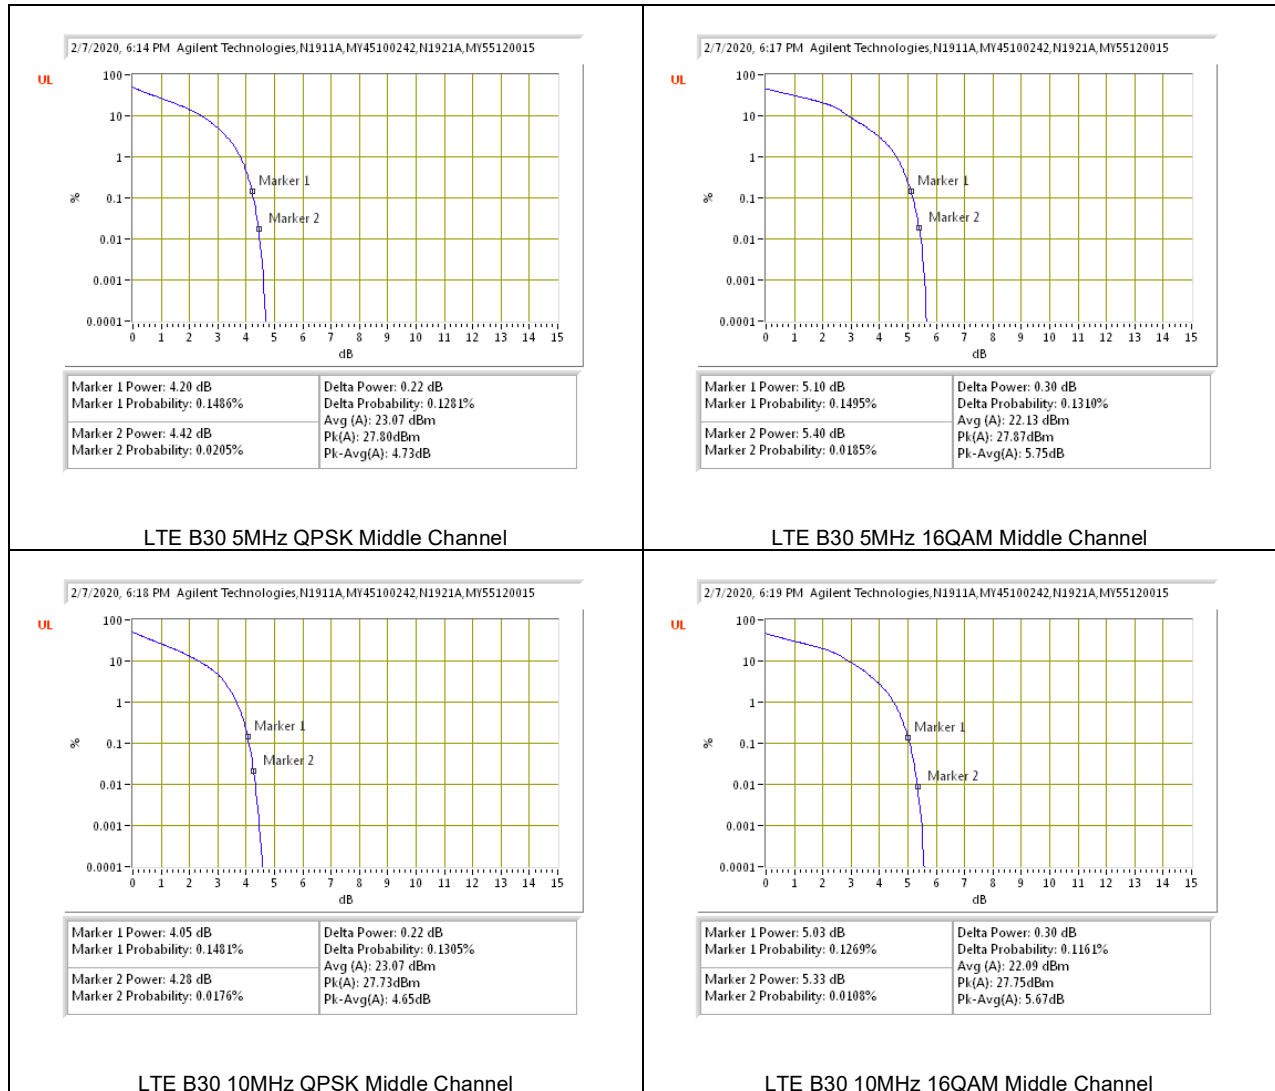 2/7/2020, 6:14 PM Agilent Technologies,N1911A,MY45100242,N1921A,MY55120015
UL
100
10
1
0.1
0.01
0.001
0.0001
%
Marker 1
Marker 2
0 1 2 3 4 5 6 7 8 9 10 11 12 13 14 15
dB
Marker 1 Power: 4.20 dB
Marker 1 Probability: 0.1486%
Marker 2 Power: 4.42 dB
Marker 2 Probability: 0.0205%
Delta Power: 0.22 dB
Delta Probability: 0.1281%
Avg (A): 23.07 dBm
Pk(A): 27.80dBm
Pk-Avg(A): 4.73dB
LTE B30 5MHz QPSK Middle Channel
2/7/2020, 6:17 PM Agilent Technologies,N1911A,MY45100242,N1921A,MY55120015
UL
100
10
1
0.1
0.01
0.001
0.0001
%
Marker 1
Marker 2
0 1 2 3 4 5 6 7 8 9 10 11 12 13 14 15
dB
Marker 1 Power: 5.10 dB
Marker 1 Probability: 0.1495%
Marker 2 Power: 5.40 dB
Marker 2 Probability: 0.0185%
Delta Power: 0.30 dB
Delta Probability: 0.1310%
Avg (A): 22.13 dBm
Pk(A): 27.87dBm
Pk-Avg(A): 5.75dB
LTE B30 5MHz 16QAM Middle Channel
2/7/2020, 6:18 PM Agilent Technologies,N1911A,MY45100242,N1921A,MY55120015
UL
100
10
1
0.1
0.01
0.001
0.0001
%
Marker 1
Marker 2
0 1 2 3 4 5 6 7 8 9 10 11 12 13 14 15
dB
Marker 1 Power: 4.05 dB
Marker 1 Probability: 0.1481%
Marker 2 Power: 4.28 dB
Marker 2 Probability: 0.0176%
Delta Power: 0.22 dB
Delta Probability: 0.1305%
Avg (A): 23.07 dBm
Pk(A): 27.73dBm
Pk-Avg(A): 4.65dB
LTE B30 10MHz QPSK Middle Channel
2/7/2020, 6:19 PM Agilent Technologies,N1911A,MY45100242,N1921A,MY55120015
UL
100
10
1
0.1
0.01
0.001
0.0001
%
Marker 1
Marker 2
0 1 2 3 4 5 6 7 8 9 10 11 12 13 14 15
dB
Marker 1 Power: 5.03 dB
Marker 1 Probability: 0.1269%
Marker 2 Power: 5.33 dB
Marker 2 Probability: 0.0108%
Delta Power: 0.30 dB
Delta Probability: 0.1161%
Avg (A): 22.09 dBm
Pk(A): 27.75dBm
Pk-Avg(A): 5.67dB
LTE B30 10MHz 16QAM Middle Channel